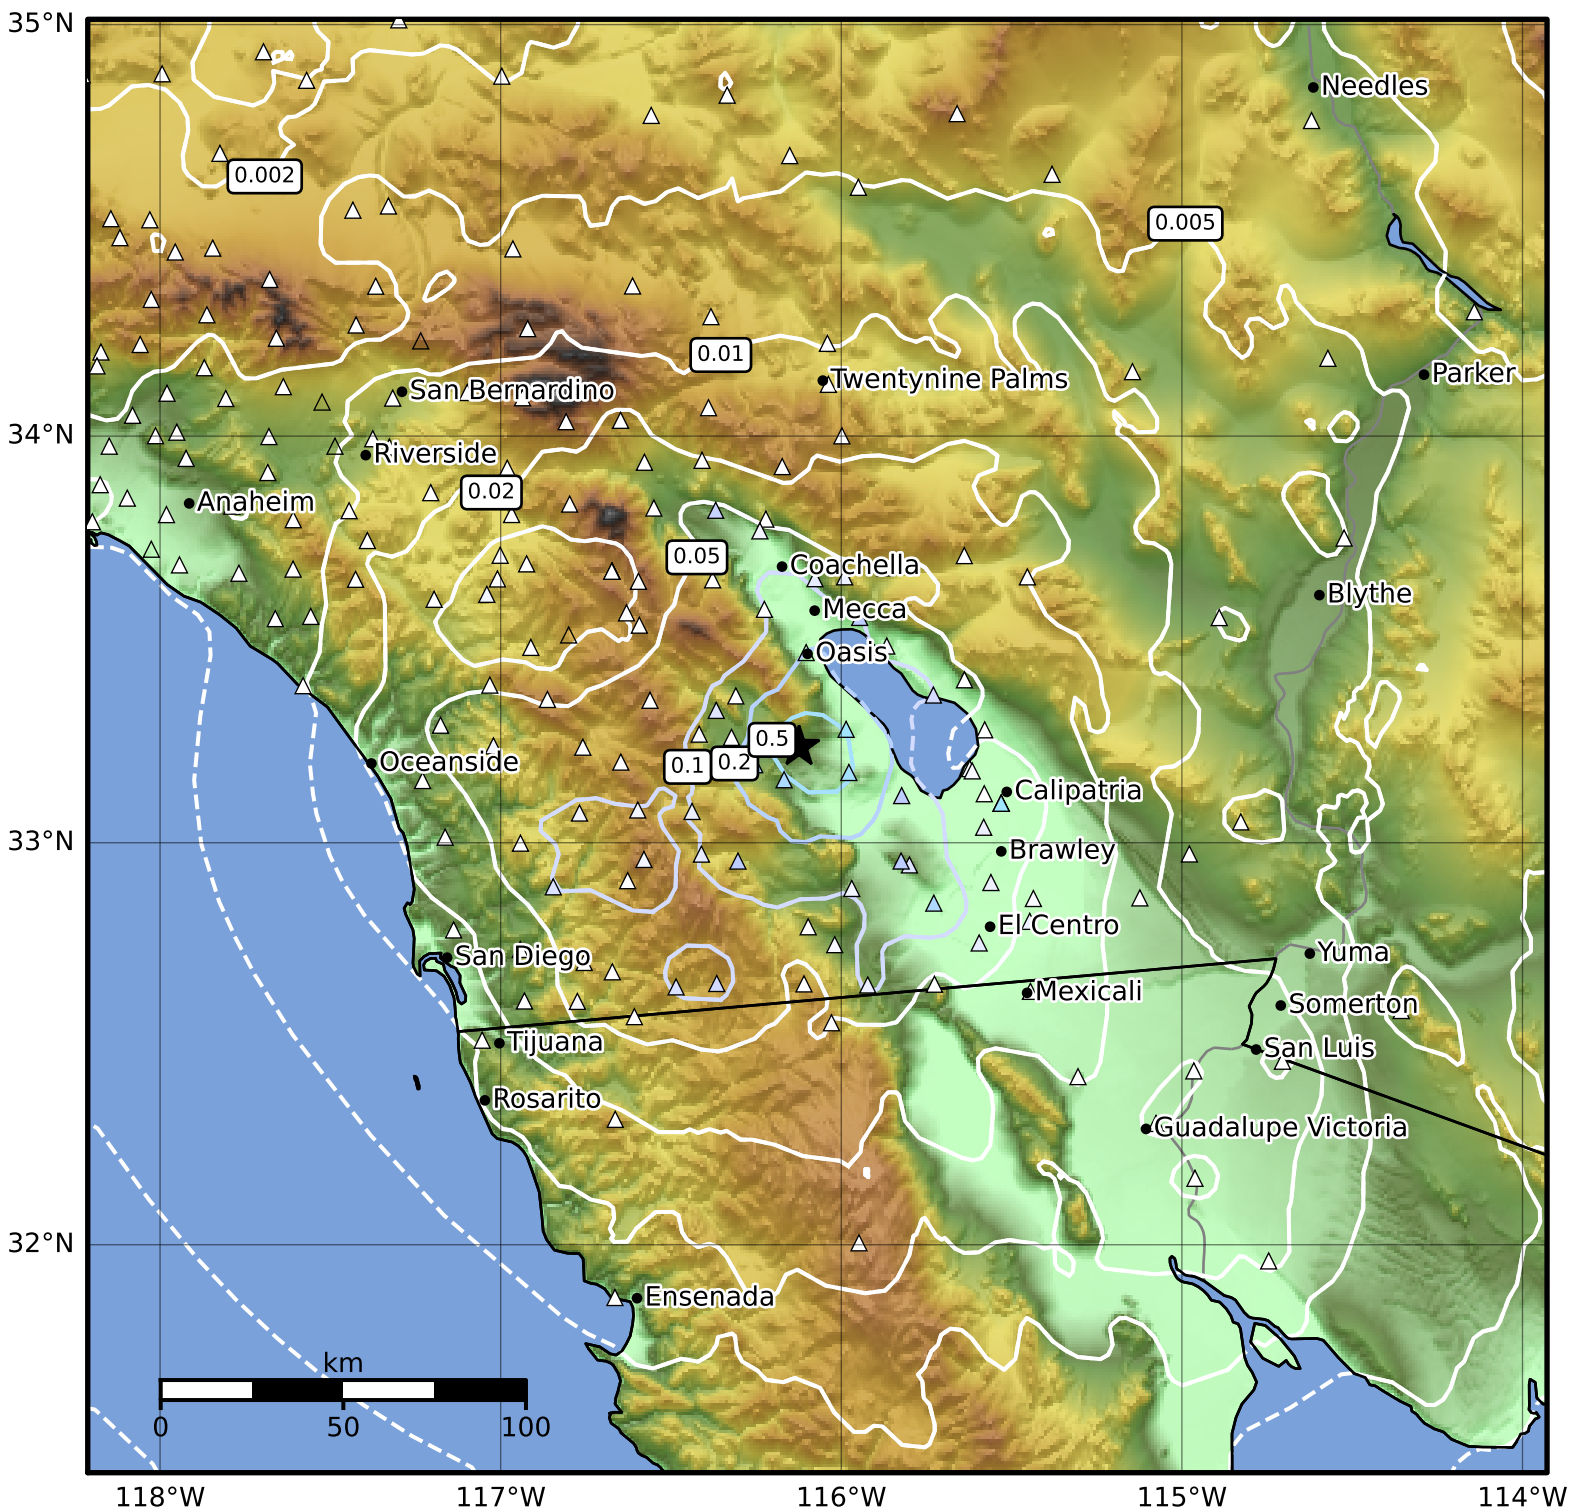 35°N
Needles
0.002
0.005
0.01
Twentynine Palms
Parker
San Bernardino
34°N
Riverside
0.02
Anaheim
0.05
Coachella
Blythe
Mecca
Oasis
0.5
0.2
0.1
Oceanside
Calipatria
33°N
Brawley
El Centro
Yuma
San Diego
Mexicali
Somerton
Tijuana
San Luis
Rosarito
Guadalupe Victoria
32°N
Ensenada
km
0 50 100
118°W 117°W 116°W 115°W 114°W